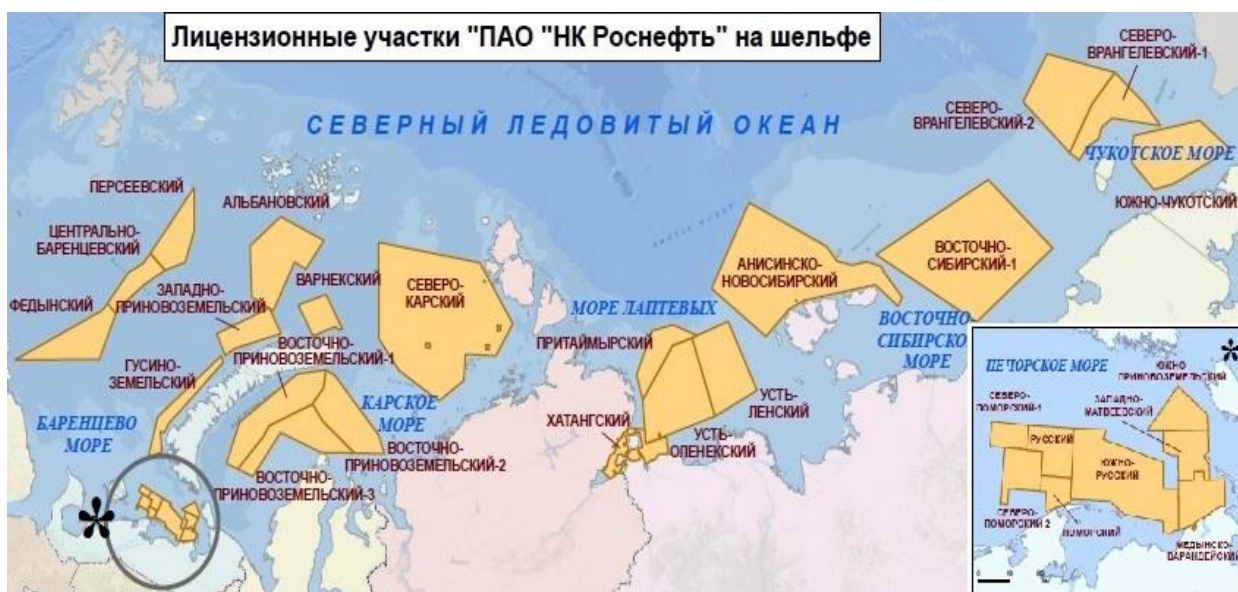 Лицензионные участки "ПАО "НК Роснефть" на шельфе
СЕВЕРО-
ВРАНГЕЛЕВСКИЙ-1
СЕВЕРО-
ВРАНГЕЛЕВСКИЙ-2
СЕВЕРНЫЙ ЛЕДОВИТЫЙ ОКЕАН
ЧУКОТСКОЕ МОРЕ
ЮЖНО-ЧУКОТСКИЙ
ПЕРСЕЕВСКИЙ
АЛЬБАНОВСКИЙ
ЦЕНТРАЛЬНО-
БАРЕНЦЕВСКИЙ
ФЕДЫНСКИЙ
ЗАПАДНО-
ПРИНОВОЗЕМЕЛЬСКИЙ
ВАРНЕКСКИЙ
СЕВЕРО-
КАРСКИЙ
АНИСИНСКО-
НОВОСИБИРСКИЙ
ВОСТОЧНО-
СИБИРСКИЙ-1
МОРЕ ЛАПТЕВЫХ
ПРИТАЙМЫРСКИЙ
ВОСТОЧНО
СИБИРСКО
МОРЕ
ВОСТОЧНО-
ПРИНОВОЗЕМЕЛЬСКИЙ-1
ГУСИНО-
ЗЕМЕЛЬСКИЙ
БАРЕНЦЕВО
МОРЕ
КАРСКОЕ
МОРЕ
ВОСТОЧНО-
ПРИНОВОЗЕМЕЛЬСКИЙ-2
ВОСТОЧНО-
ПРИНОВОЗЕМЕЛЬСКИЙ-3
ХАТАНГСКИЙ
УСТЬ-
ЛЕНСКИЙ
УСТЬ-
ОЛЕНЕКСКИЙ
*
*
ПЕЧОРСКОЕ МОРЕ
ЮЖНО
ПРИНОВОЗЕМЕЛЬСКИЙ
СЕВЕРО-
ПОМОРСКИЙ-1
ЗАПАДНО-
МАТВЕЕВСКИЙ
РУССКИЙ
ЮЖНО-
РУССКИЙ
СЕВЕРО-
ПОМОРСКИЙ 2
ПОМОРСКИЙ
МЕДЫНСКО-
ВАРАНДЕЙСКИЙ